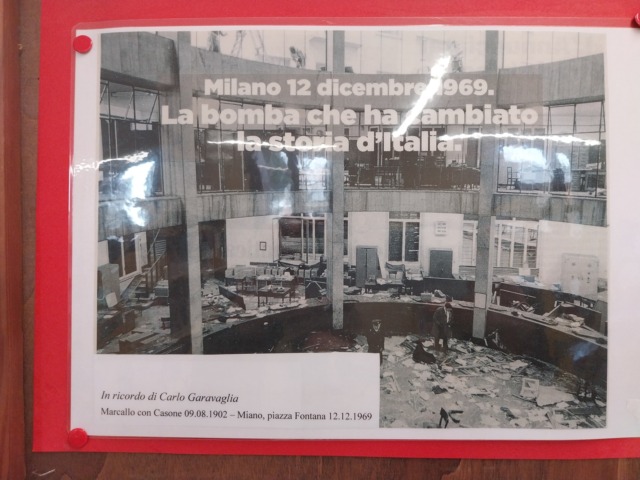 Milano 12 dicembre 1969.
La bomba che ha cambiato
la storia d'Italia.
In ricordo di Carlo Garavaglia
Marcallo con Casone 09.08.1902 – Miano, piazza Fontana 12.12.1969